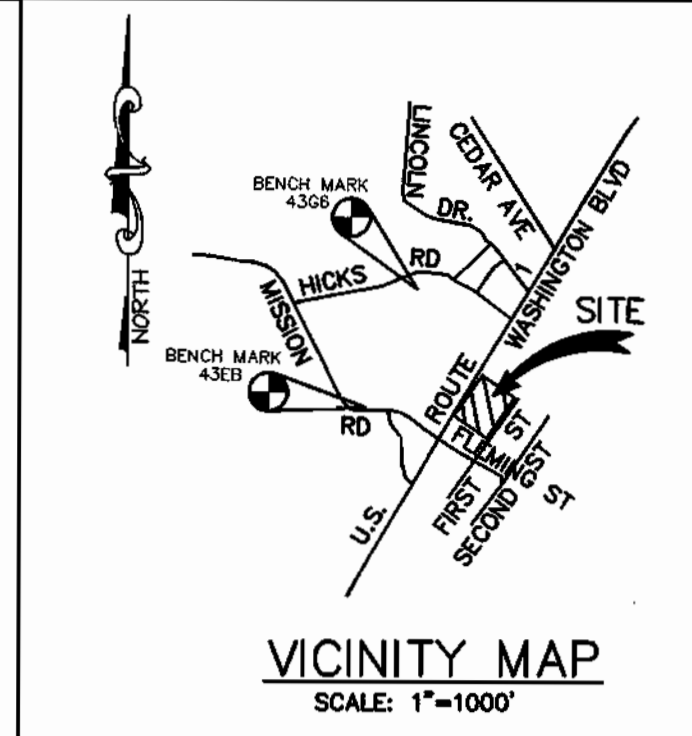 NORTH
BENCH MARK
43G6
BENCH MARK
43EB
LINCOLN DR.
CEDAR AVE
HICKS RD
MISSION RD
U.S. ROUTE 1
WASHINGTON BLVD
SITE
FLEMING ST
FIRST ST
SECOND ST
VICINITY MAP
SCALE: 1"=1000'